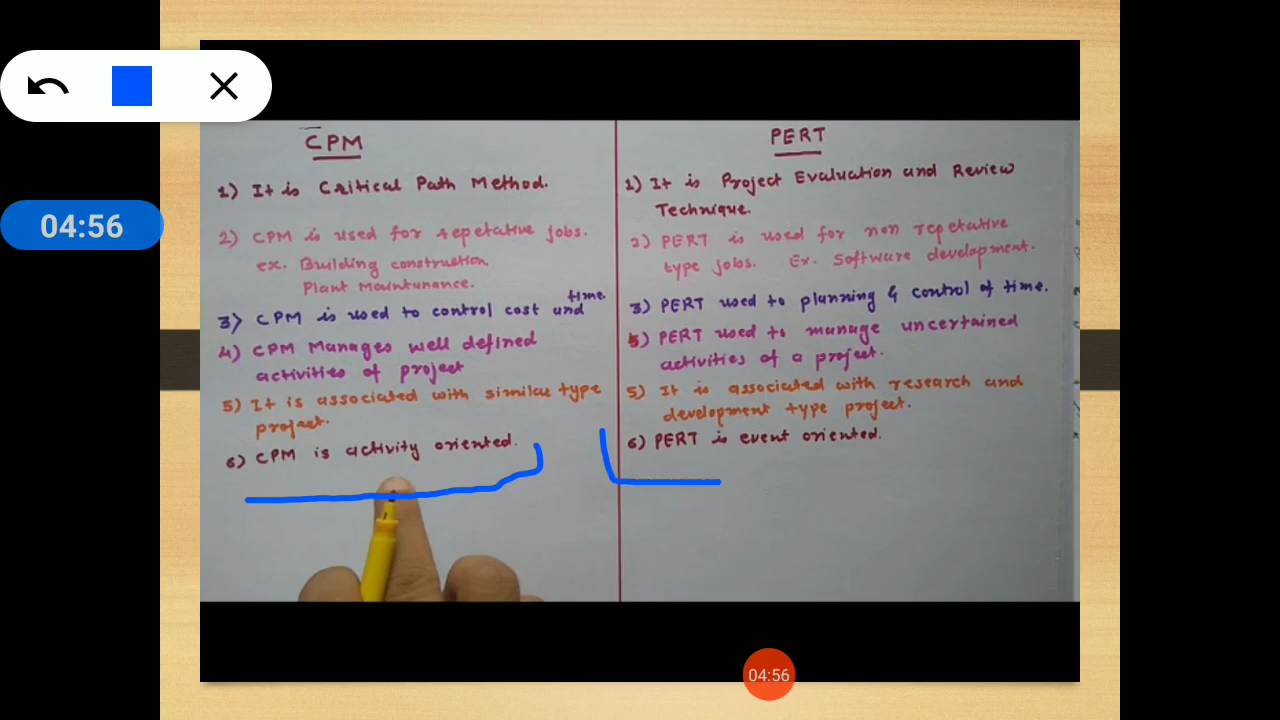 04:56
CPM
1) It is Critical Path Method.
2) CPM is used for repetative jobs.
ex. Building construction
Plant Mauntunance.
time.
3) CPM is used to control cost and
4) CPM Manages well defined
activities of project
5) It is associated with similar type
project.
6) CPM is activity oriented.
PERT
1) It is Project Evaluation and Review
Technique.
2) PERT is used for non repetative
type jobs. Ex. Software development.
3) PERT used to planning & control of time.
5) PERT used to manage uncertained
activities of a project.
5) It is associated with research and
development type project.
6) PERT is event oriented.
04:56